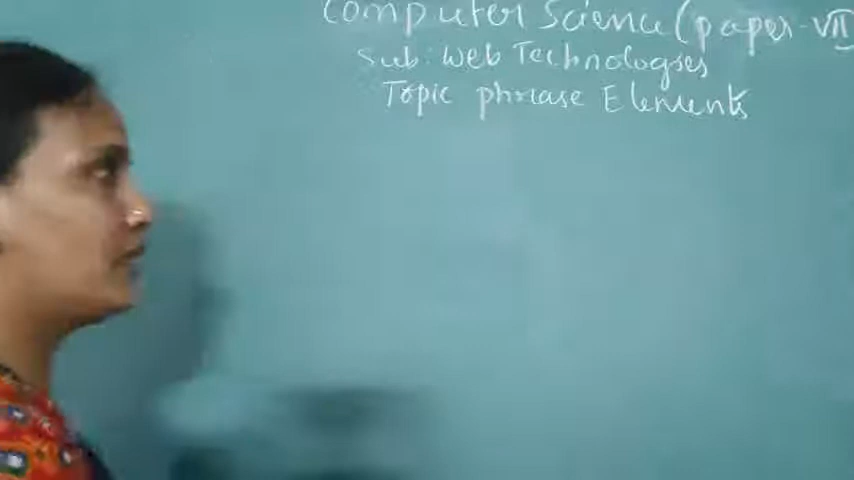 Computer Science (paper-VII
Sub: Web Technologies
Topic phrase Elements